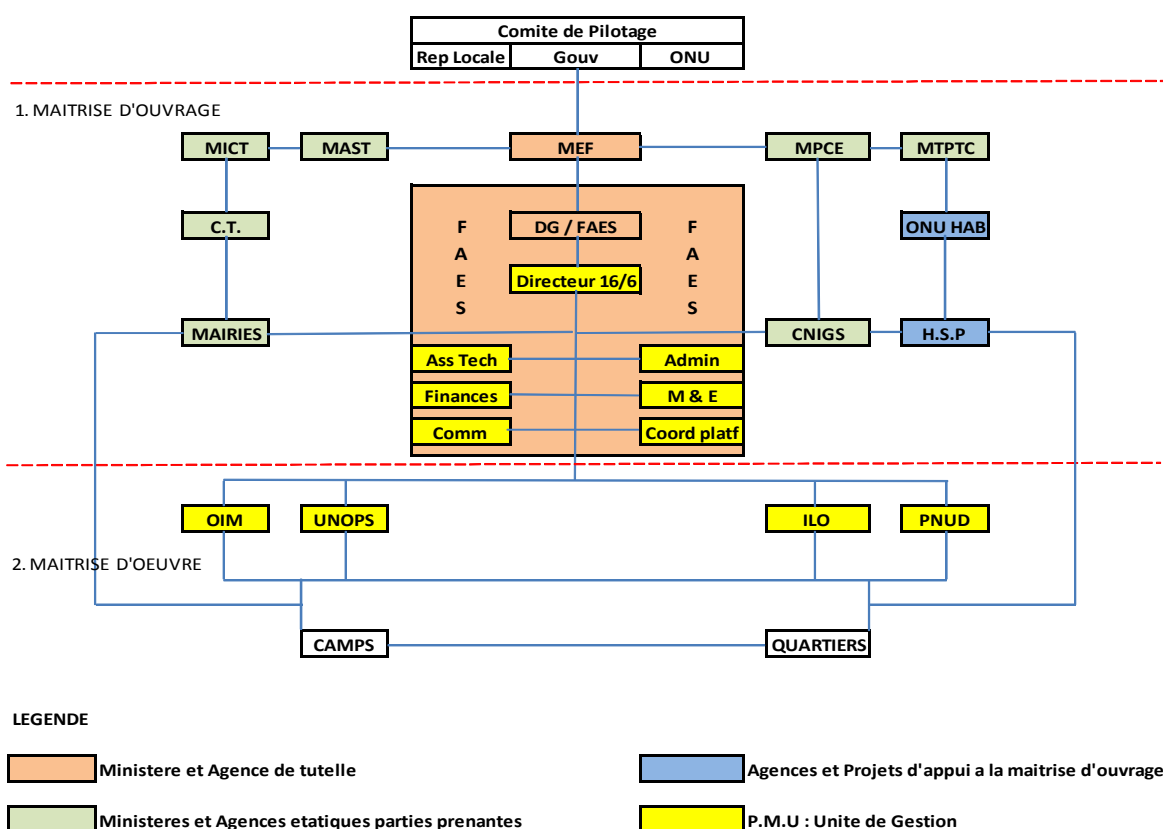 Comite de Pilotage
Rep Locale Gouv ONU
1. MAITRISE D'OUVRAGE
MICT MAST MEF MPCE MTPTC
C.T. F DG / FAES F ONU HAB
A A
E Directeur 16/6 E
S S
MAIRIES CNIGS H.S.P
Ass Tech Admin
Finances M & E
Comm Coord platf
OIM UNOPS ILO PNUD
2. MAITRISE D'OEUVRE
CAMPS QUARTIERS
LEGENDE
Ministere et Agence de tutelle Agences et Projets d'appui a la maitrise d'ouvrage
Ministeres et Agences etatiques parties prenantes P.M.U : Unite de Gestion